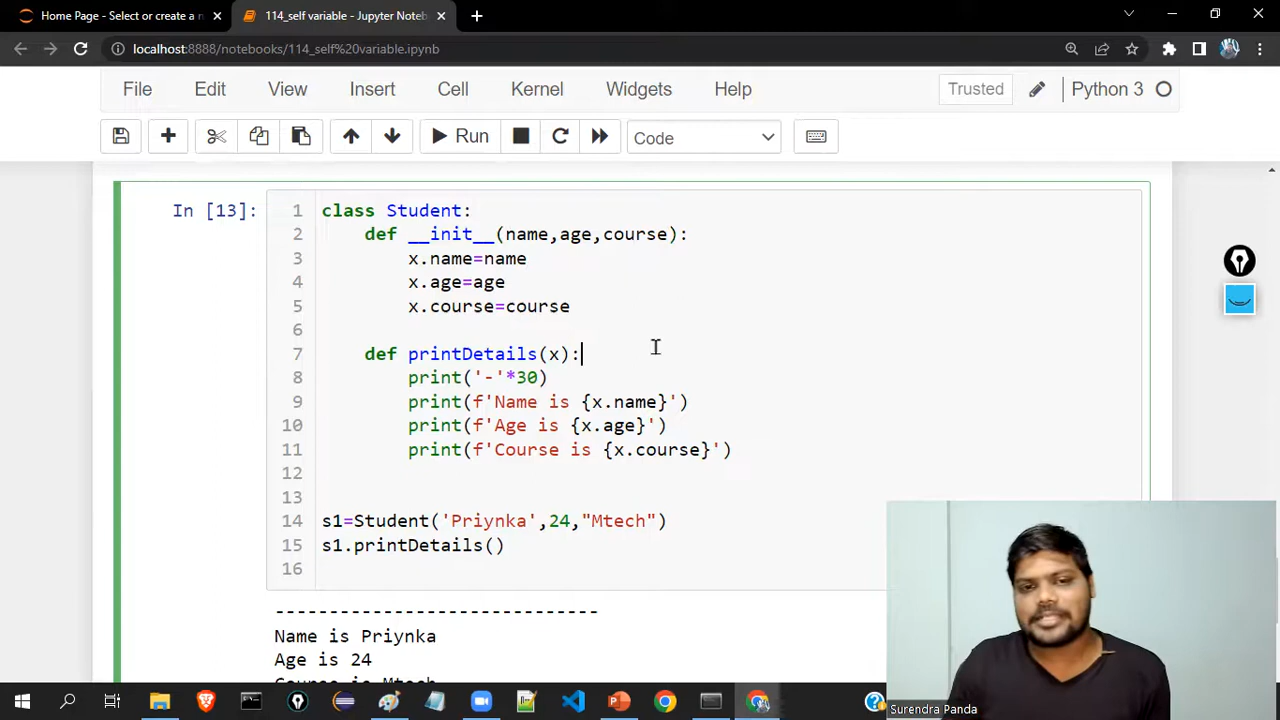 Home Page - Select or create a n
114_self variable - Jupyter Noteb
localhost:8888/notebooks/114_self%20variable.ipynb
File Edit View Insert Cell Kernel Widgets Help Trusted Python 3
Run Code
In [13]:
1 class Student:
2 def __init__(name,age,course):
3 x.name=name
4 x.age=age
5 x.course=course
6
7 def printDetails(x):
8 print('-'*30)
9 print(f'Name is {x.name}')
10 print(f'Age is {x.age}')
11 print(f'Course is {x.course}')
12
13
14 s1=Student('Priynka',24,"Mtech")
15 s1.printDetails()
16
------------------------------
Name is Priynka
Age is 24
Course is Mtech
Surendra Panda